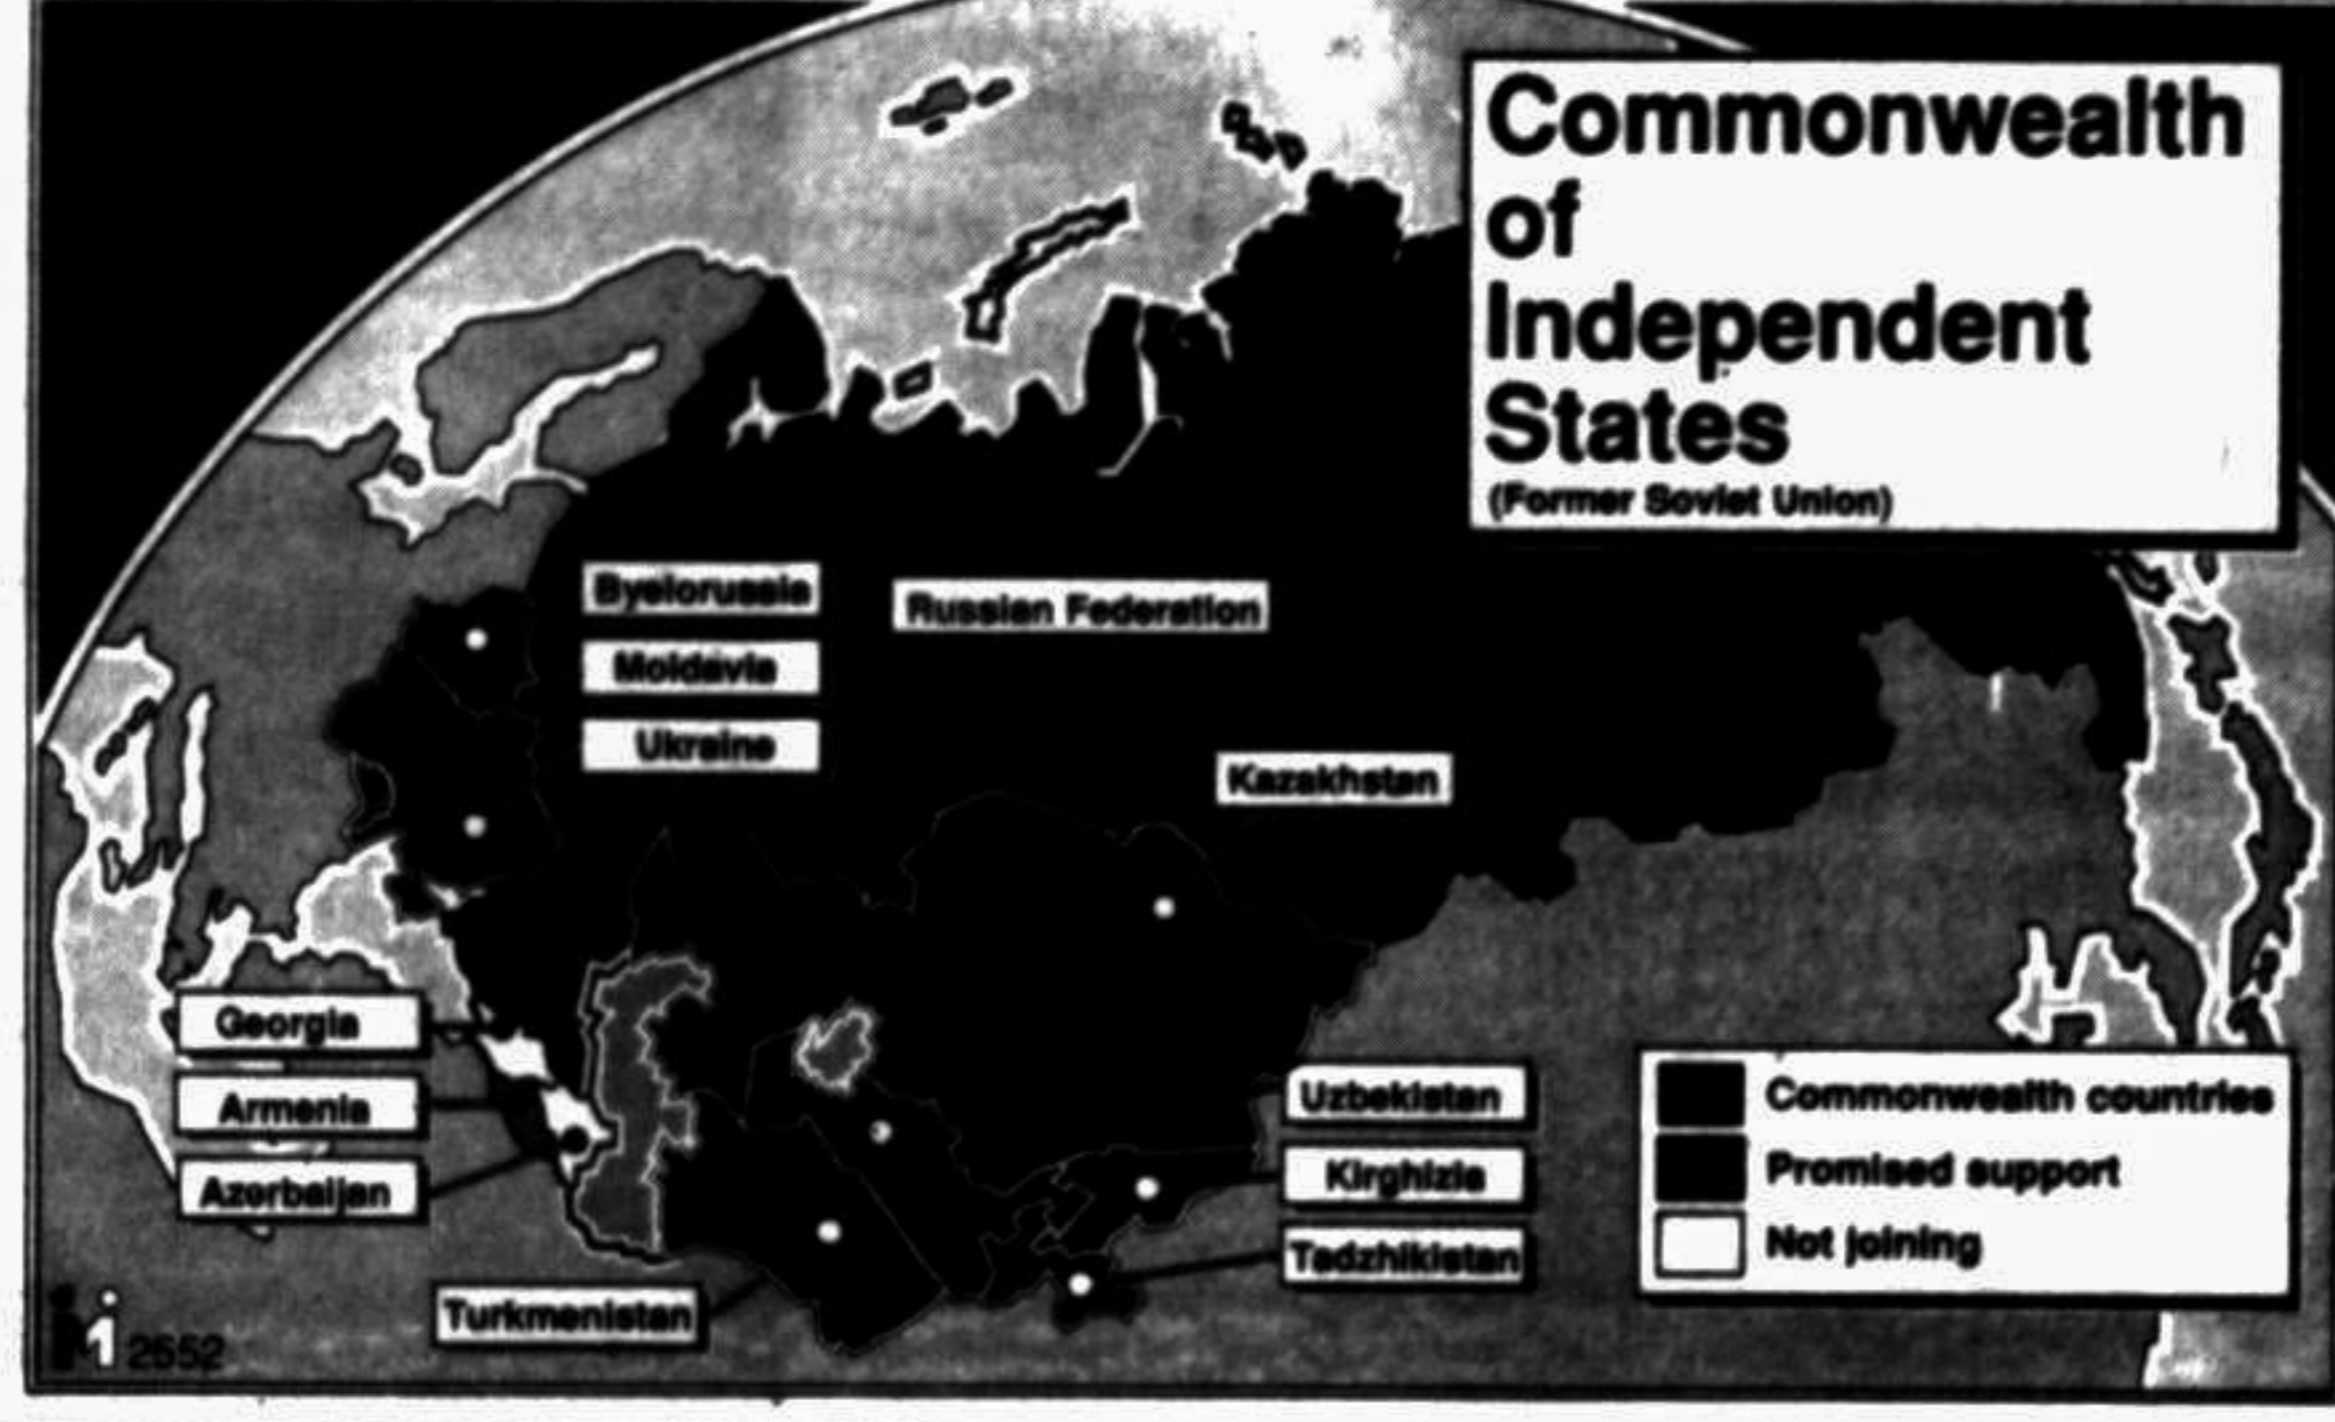 Commonwealth
of
Independent
States
(Former Soviet Union)
Byelorussia
Russian Federation
Moldavia
Ukraine
Kazakhstan
Georgia
Armenia
Azerbaijan
Turkmenistan
Uzbekistan
Kirghizia
Tadzhikistan
Commonwealth countries
Promised support
Not joining
2552